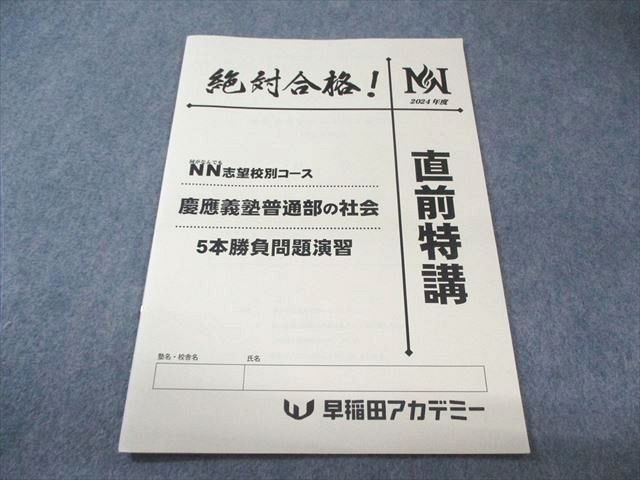 絶対合格!
NN
2024年度
直前特講
何がなんでも
NN志望校別コース
慶應義塾普通部の社会
5本勝負問題演習
塾名・校舎名
氏名
早稲田アカデミー